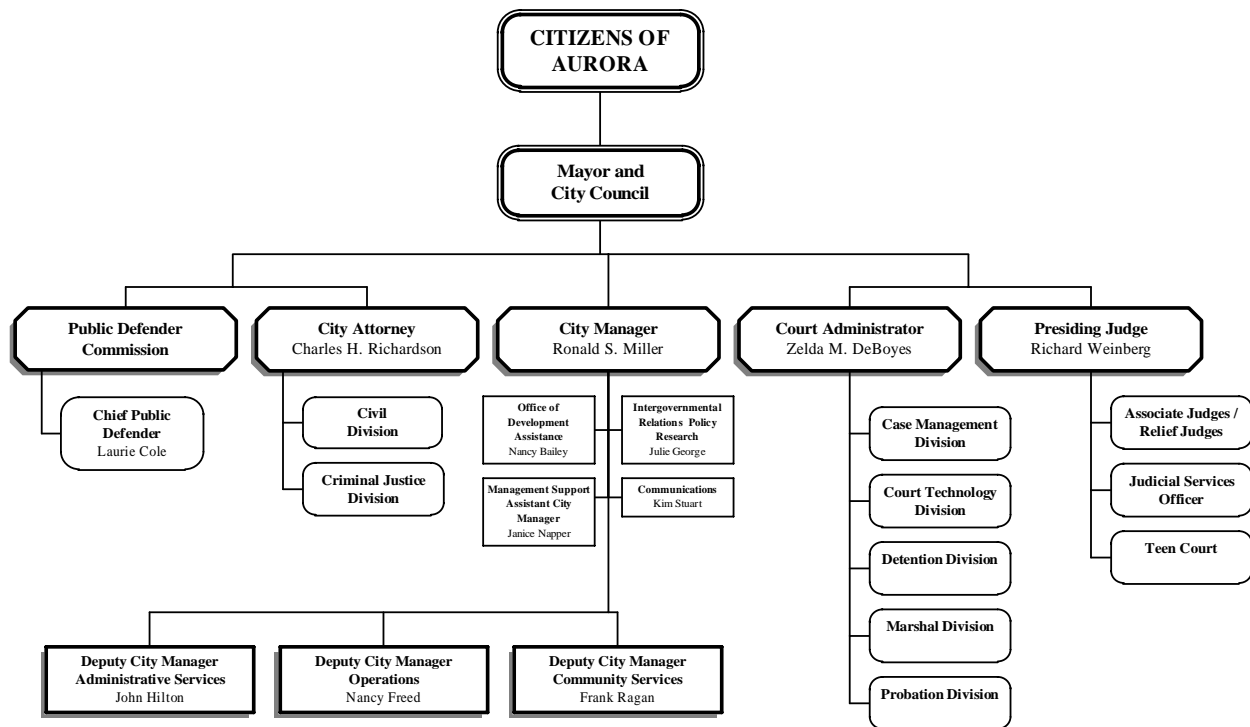 CITIZENS OF
AURORA
Mayor and
City Council
Public Defender
Commission
City Attorney
Charles H. Richardson
City Manager
Ronald S. Miller
Court Administrator
Zelda M. DeBoyes
Presiding Judge
Richard Weinberg
Chief Public
Defender
Laurie Cole
Civil
Division
Criminal Justice
Division
Office of
Development
Assistance
Nancy Bailey
Intergovernmental
Relations Policy
Research
Julie George
Management Support
Assistant City
Manager
Janice Napper
Communications
Kim Stuart
Case Management
Division
Court Technology
Division
Detention Division
Marshal Division
Probation Division
Associate Judges /
Relief Judges
Judicial Services
Officer
Teen Court
Deputy City Manager
Administrative Services
John Hilton
Deputy City Manager
Operations
Nancy Freed
Deputy City Manager
Community Services
Frank Ragan